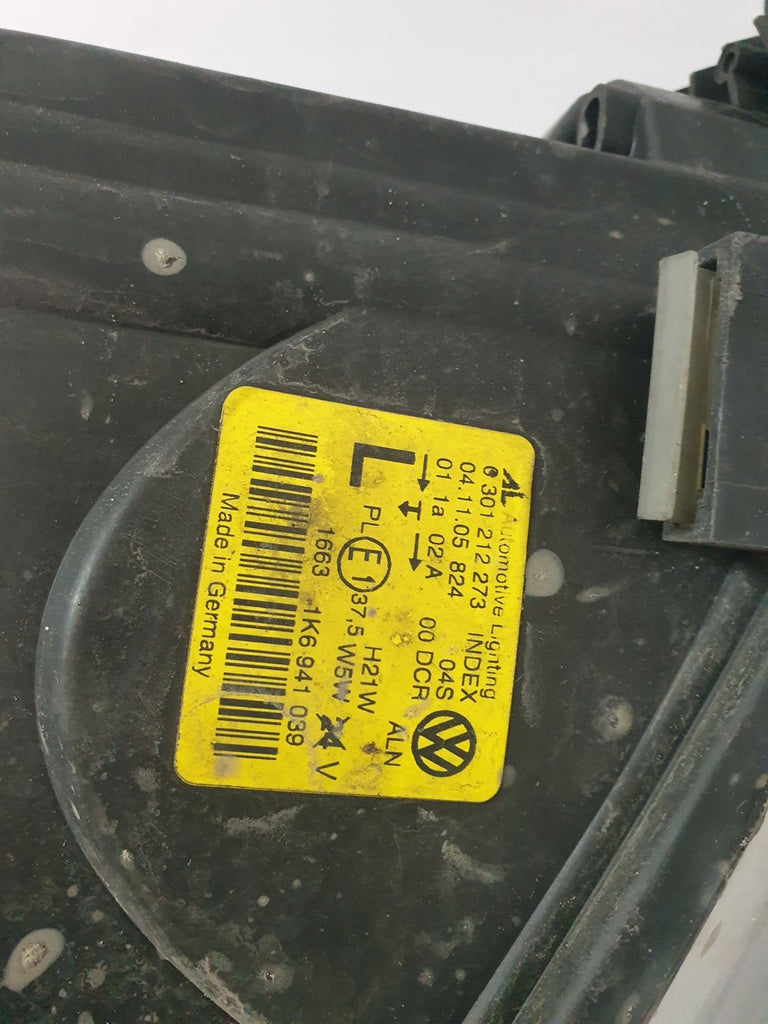 AL Automotive Lighting
0 301 212 273 INDEX
04.11.05 824 04S
01 1a 02 A 00 DCR
VW
ALN
L
PL E1 37,5 H21W
W5W V
1663 1K6 941 039
Made in Germany